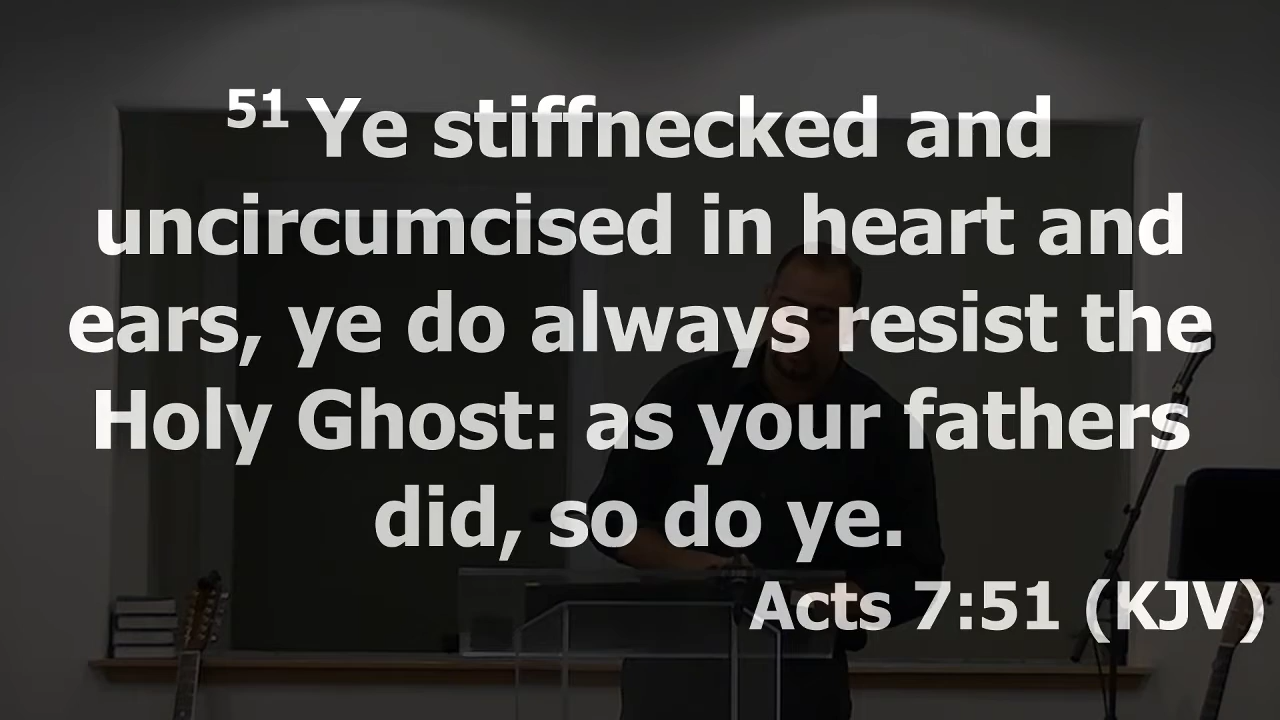 51 Ye stiffnecked and
uncircumcised in heart and
ears, ye do always resist the
Holy Ghost: as your fathers
did, so do ye.
Acts 7:51 (KJV)